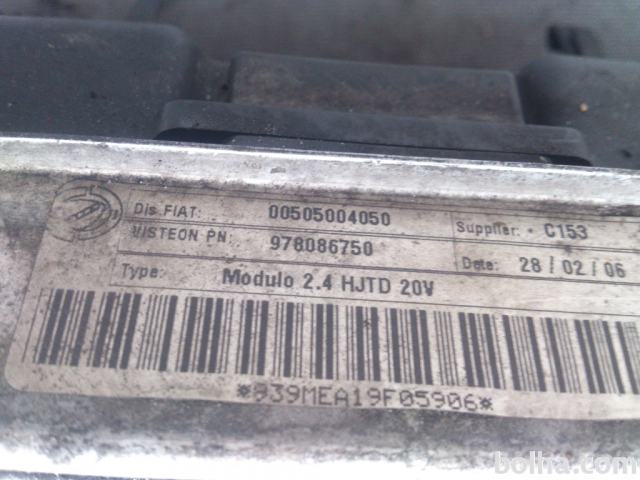 Dis.FIAT: 00505004050
VISTEON PN: 978086750
Supplier: C153
Date: 28/02/06
Type: Modulo 2.4 HJTD 20V
*939MEA19F05906*
bolha.com